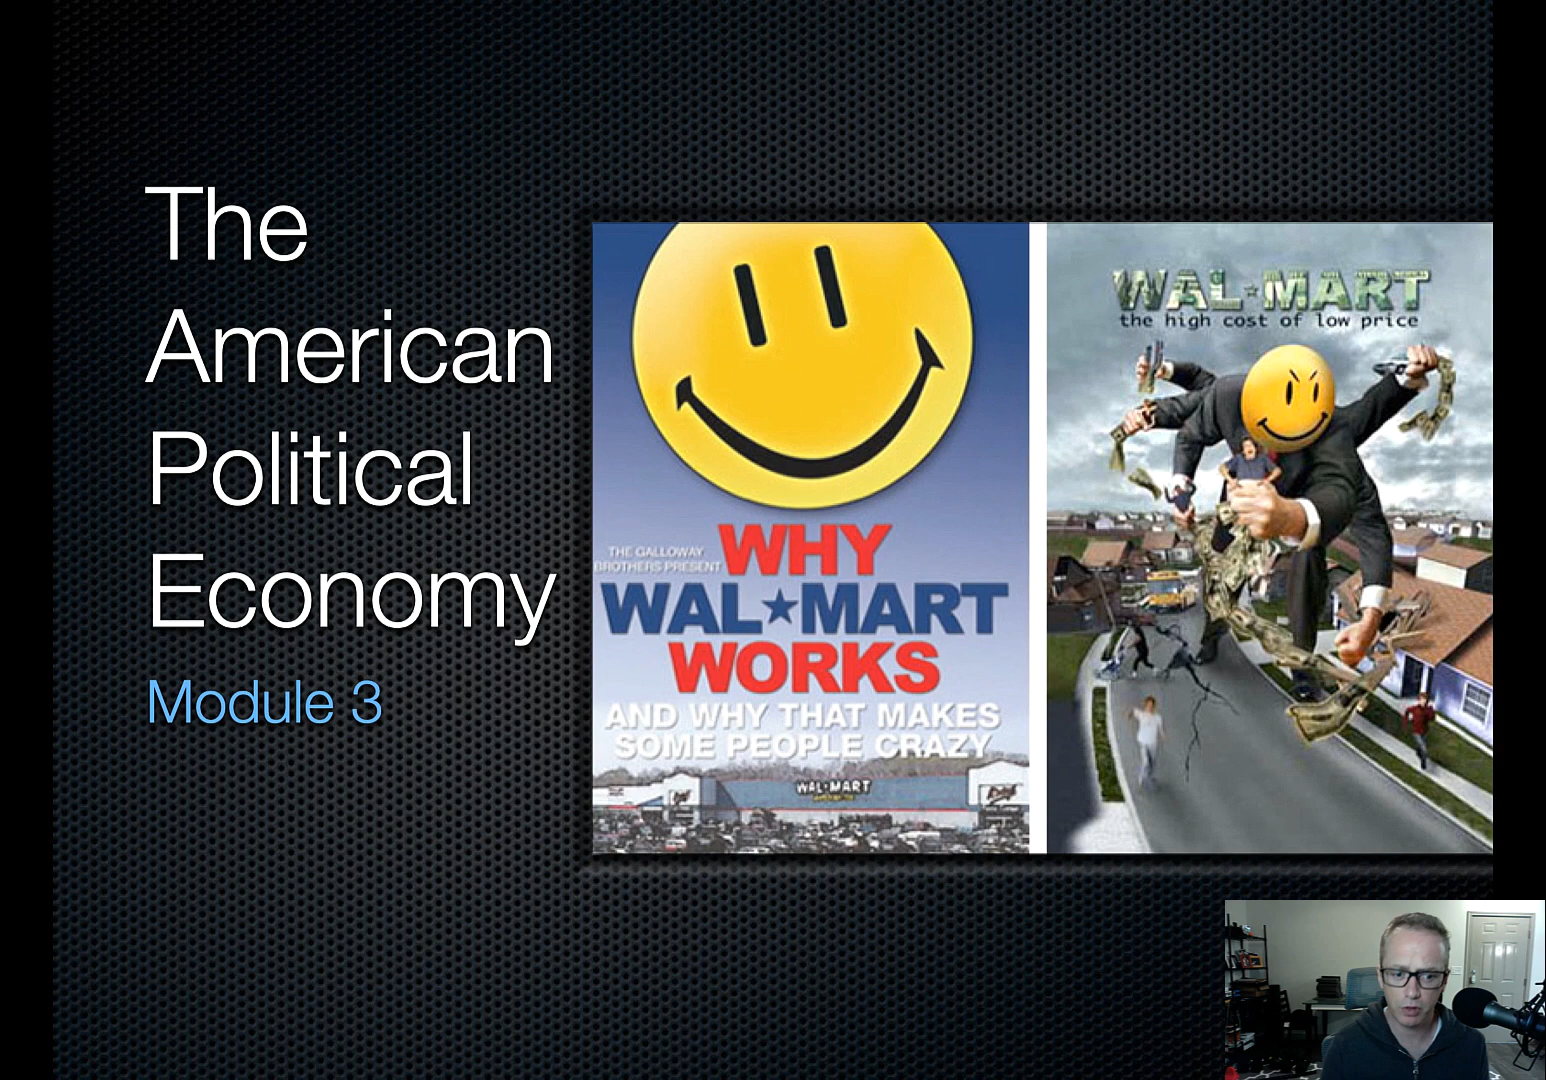 The
American
Political
Economy
Module 3
THE GALLOWAY
BROTHERS PRESENT
WHY
WAL★MART
WORKS
AND WHY THAT MAKES
SOME PEOPLE CRAZY
WAL★MART
WAL★MART
the high cost of low price